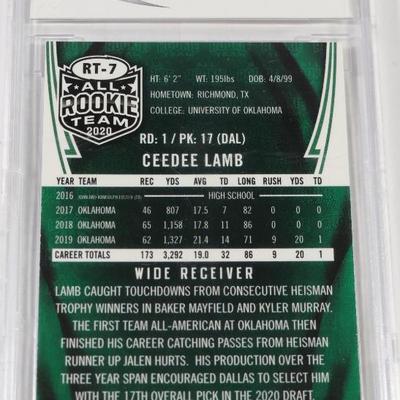 RT-7
ALL
ROOKIE
TEAM
2020
HT: 6' 2" WT: 195lbs DOB: 4/8/99
HOMETOWN: RICHMOND, TX
COLLEGE: UNIVERSITY OF OKLAHOMA
RD: 1 / PK: 17 (DAL)
CEEDEE LAMB
YEAR TEAM REC YDS AVG TD LONG RUSH YDS TD
2016 HIGH SCHOOL
2017 OKLAHOMA 46 807 17.5 7 82 0 0 0
2018 OKLAHOMA 65 1,158 17.8 11 86 0 0 0
2019 OKLAHOMA 62 1,327 21.4 14 71 9 20 1
CAREER TOTALS 173 3,292 19.0 32 86 9 20 1
WIDE RECEIVER
LAMB CAUGHT TOUCHDOWNS FROM CONSECUTIVE HEISMAN
TROPHY WINNERS IN BAKER MAYFIELD AND KYLER MURRAY.
THE FIRST TEAM ALL-AMERICAN AT OKLAHOMA THEN
FINISHED HIS CAREER CATCHING PASSES FROM HEISMAN
RUNNER UP JALEN HURTS. HIS PRODUCTION OVER THE
THREE YEAR SPAN ENCOURAGED DALLAS TO SELECT HIM
WITH THE 17TH OVERALL PICK IN THE 2020 DRAFT.